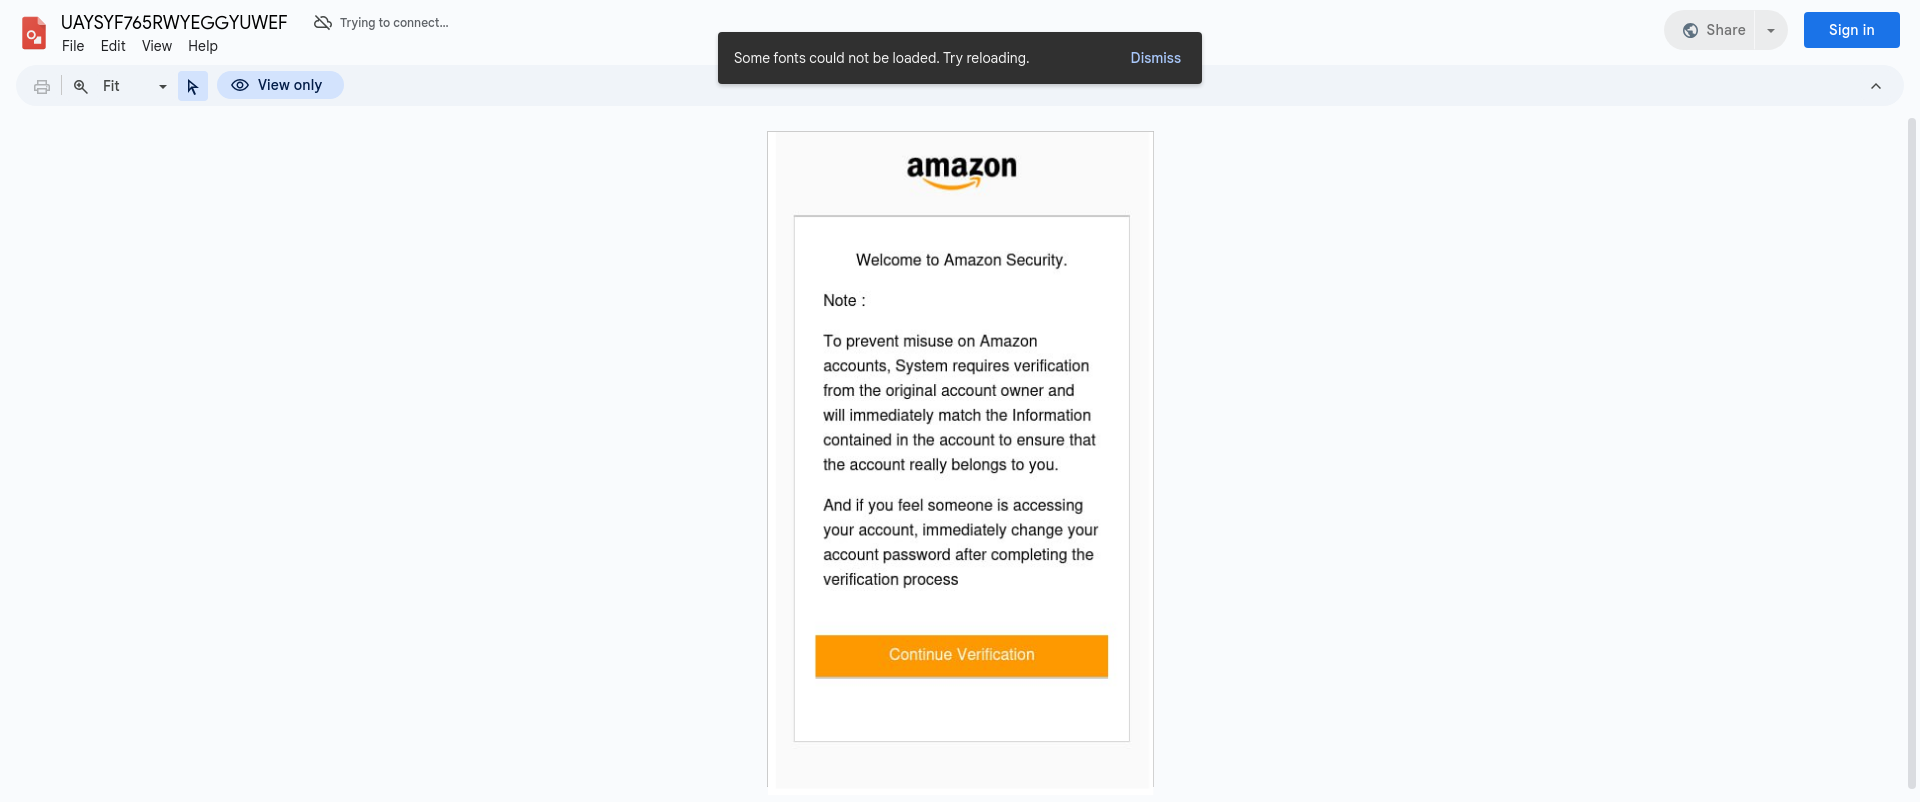 UAYSYF765RWYEGGYUWEF
Trying to connect...
File Edit View Help
Some fonts could not be loaded. Try reloading. Dismiss
Share
Sign in
Fit
View only
amazon
Welcome to Amazon Security.
Note :
To prevent misuse on Amazon
accounts, System requires verification
from the original account owner and
will immediately match the Information
contained in the account to ensure that
the account really belongs to you.
And if you feel someone is accessing
your account, immediately change your
account password after completing the
verification process
Continue Verification